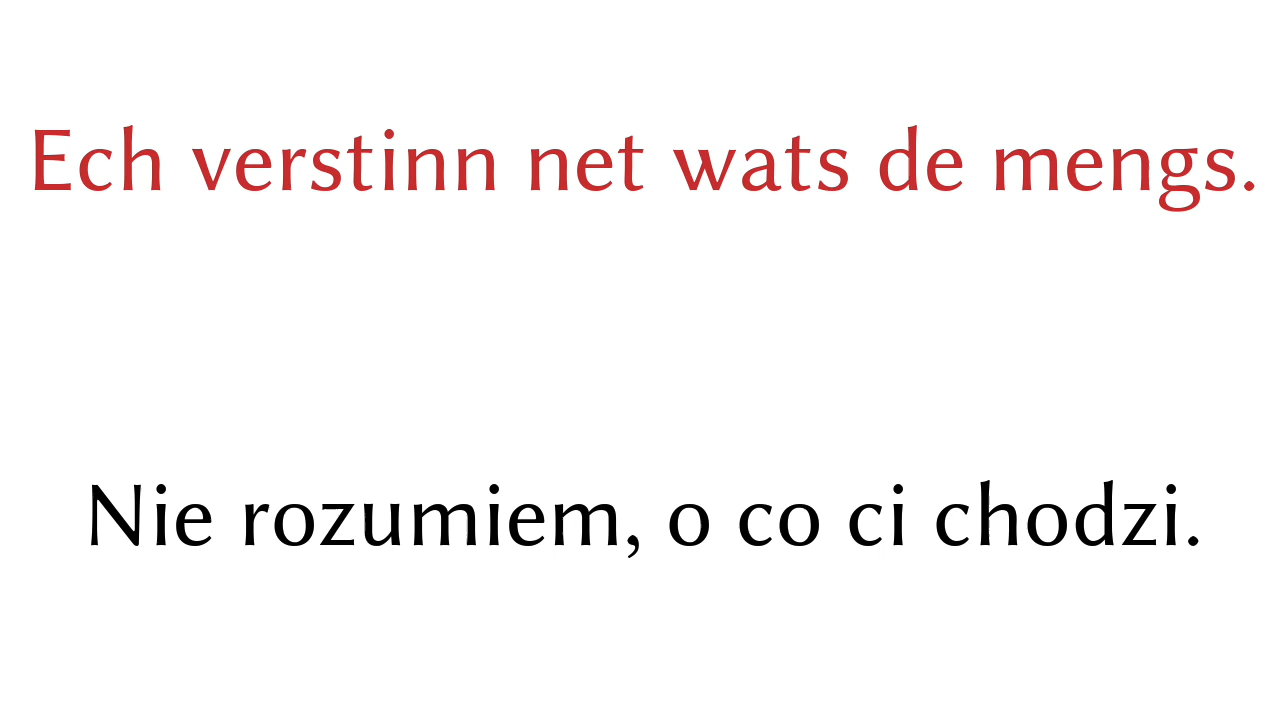 Ech verstinn net wats de mengs.
Nie rozumiem, o co ci chodzi.